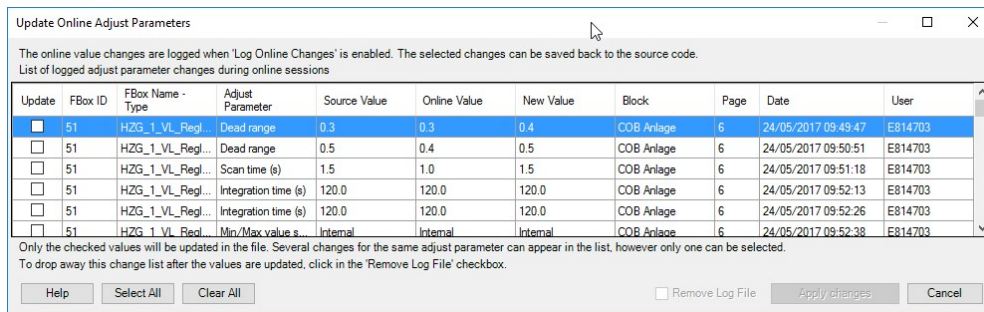 Update Online Adjust Parameters
The online value changes are logged when 'Log Online Changes' is enabled. The selected changes can be saved back to the source code.
List of logged adjust parameter changes during online sessions
Update FBox ID FBox Name - Type Adjust Parameter Source Value Online Value New Value Block Page Date User
51 HZG_1_VL_Regl... Dead range 0.3 0.3 0.4 COB Anlage 6 24/05/2017 09:49:47 E814703
51 HZG_1_VL_Regl... Dead range 0.5 0.4 0.5 COB Anlage 6 24/05/2017 09:50:51 E814703
51 HZG_1_VL_Regl... Scan time (s) 1.5 1.0 1.5 COB Anlage 6 24/05/2017 09:51:18 E814703
51 HZG_1_VL_Regl... Integration time (s) 120.0 120.0 120.0 COB Anlage 6 24/05/2017 09:52:13 E814703
51 HZG_1_VL_Regl... Integration time (s) 120.0 120.0 120.0 COB Anlage 6 24/05/2017 09:52:26 E814703
51 HZG_1_VL_Regl... Min/Max value s... Internal Internal Internal COB Anlage 6 24/05/2017 09:52:38 E814703
Only the checked values will be updated in the file. Several changes for the same adjust parameter can appear in the list, however only one can be selected.
To drop away this change list after the values are updated, click in the 'Remove Log File' checkbox.
Help Select All Clear All Remove Log File Apply changes Cancel